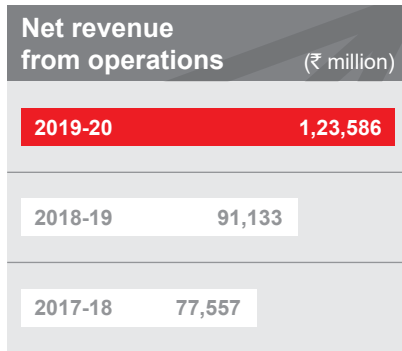 Net revenue
from operations (₹ million)
2019-20 1,23,586
2018-19 91,133
2017-18 77,557